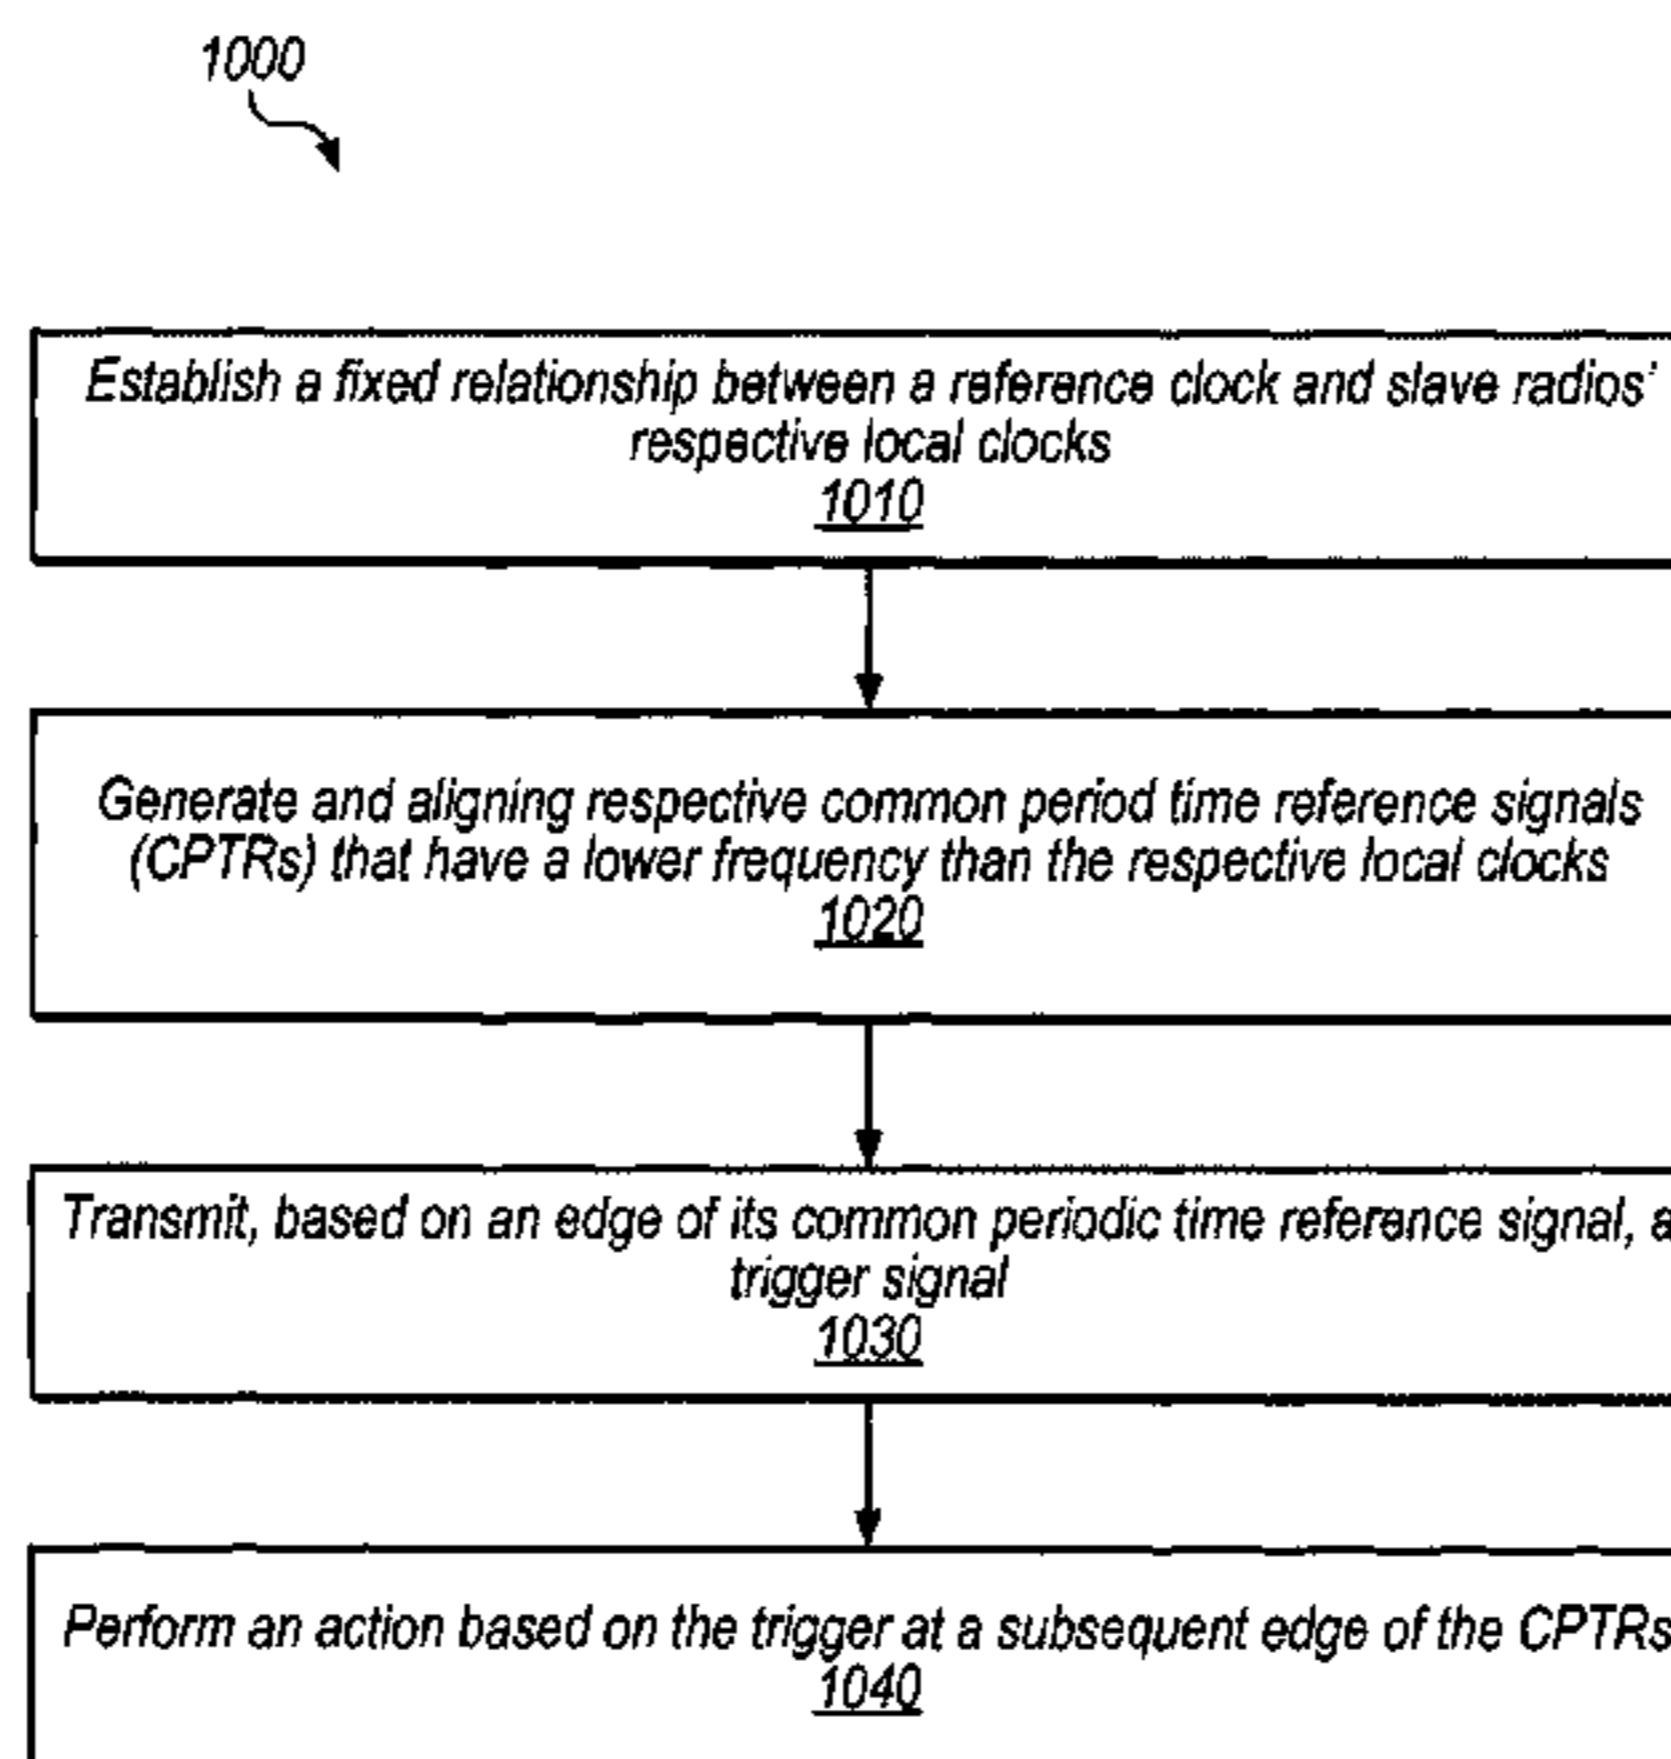 1000
Establish a fixed relationship between a reference clock and slave radios'
respective local clocks
1010
Generate and aligning respective common period time reference signals
(CPTRs) that have a lower frequency than the respective local clocks
1020
Transmit, based on an edge of its common periodic time reference signal, a
trigger signal
1030
Perform an action based on the trigger at a subsequent edge of the CPTRs
1040